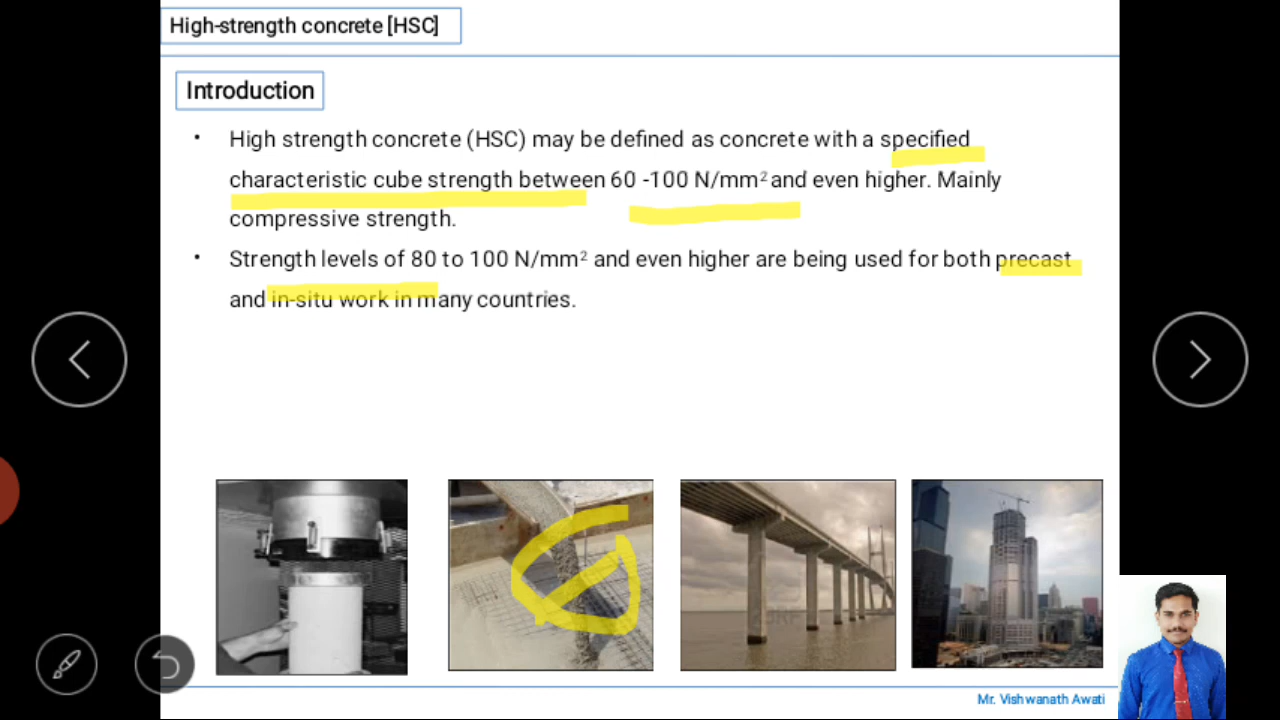 High-strength concrete [HSC]
Introduction
• High strength concrete (HSC) may be defined as concrete with a specified
characteristic cube strength between 60 -100 N/mm² and even higher. Mainly
compressive strength.
• Strength levels of 80 to 100 N/mm² and even higher are being used for both precast
and in-situ work in many countries.
Mr. Vishwanath Awati